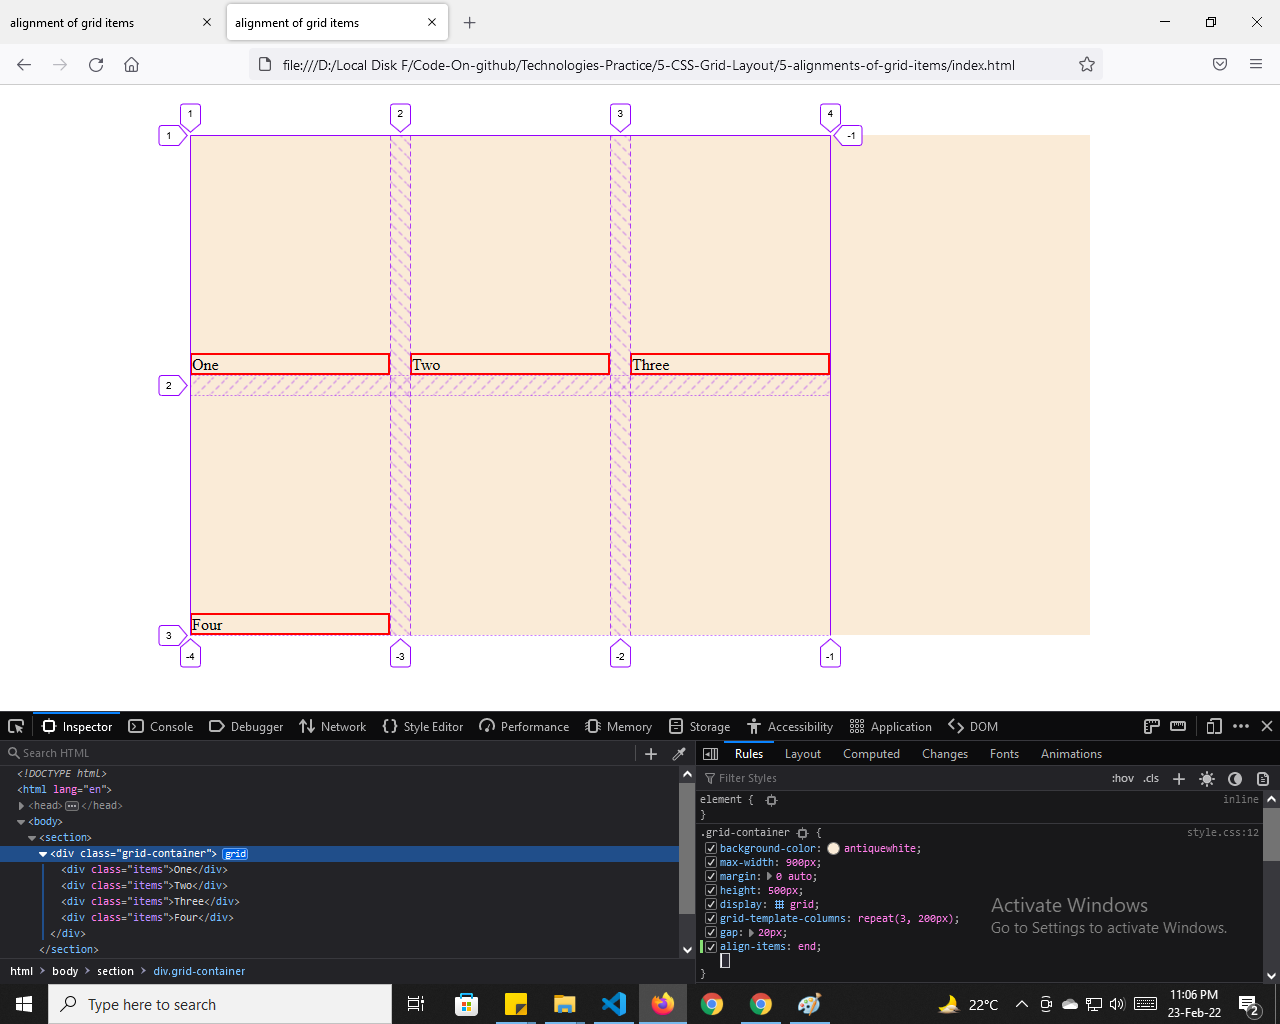 alignment of grid items
alignment of grid items
file:///D:/Local Disk F/Code-On-github/Technologies-Practice/5-CSS-Grid-Layout/5-alignments-of-grid-items/index.html
1 2 3 4
1 -1
One Two Three
2
Four
3
-4 -3 -2 -1
Inspector Console Debugger Network Style Editor Performance Memory Storage Accessibility Application DOM
Search HTML
<!DOCTYPE html>
<html lang="en">
<head> </head>
<body>
<section>
<div class="grid-container"> grid
<div class="items">One</div>
<div class="items">Two</div>
<div class="items">Three</div>
<div class="items">Four</div>
</div>
</section>
html > body > section > div.grid-container
Rules Layout Computed Changes Fonts Animations
Filter Styles :hov .cls
element { inline
}
.grid-container { style.css:12
background-color: antiquewhite;
max-width: 900px;
margin: 0 auto;
height: 500px;
display: grid;
grid-template-columns: repeat(3, 200px);
gap: 20px;
align-items: end;
}
Activate Windows
Go to Settings to activate Windows.
Type here to search
22°C
11:06 PM
23-Feb-22
2